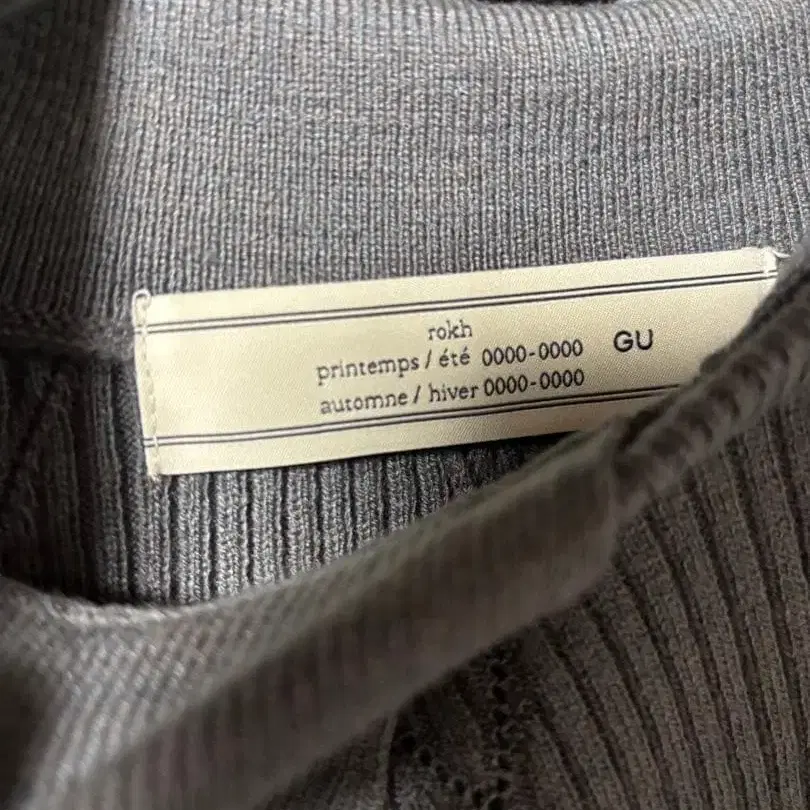 rokh
printemps / été 0000-0000 GU
automne / hiver 0000-0000